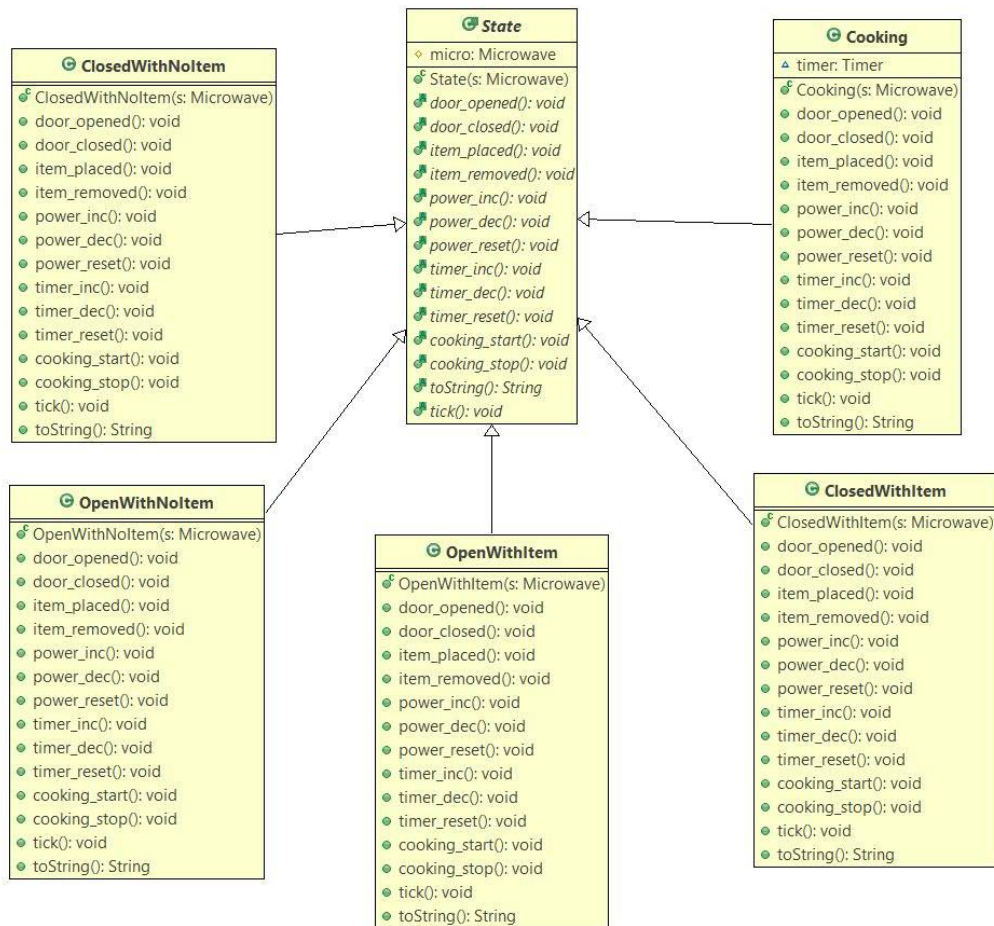 ClosedWithNoItem
ClosedWithNoItem(s: Microwave)
door_opened(): void
door_closed(): void
item_placed(): void
item_removed(): void
power_inc(): void
power_dec(): void
power_reset(): void
timer_inc(): void
timer_dec(): void
timer_reset(): void
cooking_start(): void
cooking_stop(): void
tick(): void
toString(): String
State
micro: Microwave
State(s: Microwave)
door_opened(): void
door_closed(): void
item_placed(): void
item_removed(): void
power_inc(): void
power_dec(): void
power_reset(): void
timer_inc(): void
timer_dec(): void
timer_reset(): void
cooking_start(): void
cooking_stop(): void
toString(): String
tick(): void
Cooking
timer: Timer
Cooking(s: Microwave)
door_opened(): void
door_closed(): void
item_placed(): void
item_removed(): void
power_inc(): void
power_dec(): void
power_reset(): void
timer_inc(): void
timer_dec(): void
timer_reset(): void
cooking_start(): void
cooking_stop(): void
tick(): void
toString(): String
OpenWithNoItem
OpenWithNoItem(s: Microwave)
door_opened(): void
door_closed(): void
item_placed(): void
item_removed(): void
power_inc(): void
power_dec(): void
power_reset(): void
timer_inc(): void
timer_dec(): void
timer_reset(): void
cooking_start(): void
cooking_stop(): void
tick(): void
toString(): String
OpenWithItem
OpenWithItem(s: Microwave)
door_opened(): void
door_closed(): void
item_placed(): void
item_removed(): void
power_inc(): void
power_dec(): void
power_reset(): void
timer_inc(): void
timer_dec(): void
timer_reset(): void
cooking_start(): void
cooking_stop(): void
tick(): void
toString(): String
ClosedWithItem
ClosedWithItem(s: Microwave)
door_opened(): void
door_closed(): void
item_placed(): void
item_removed(): void
power_inc(): void
power_dec(): void
power_reset(): void
timer_inc(): void
timer_dec(): void
timer_reset(): void
cooking_start(): void
cooking_stop(): void
tick(): void
toString(): String